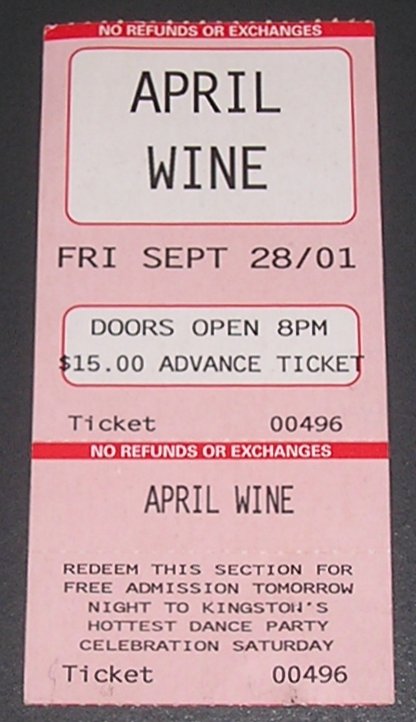 NO REFUNDS OR EXCHANGES
APRIL
WINE
FRI SEPT 28/01
DOORS OPEN 8PM
$15.00 ADVANCE TICKET
Ticket 00496
NO REFUNDS OR EXCHANGES
APRIL WINE
REDEEM THIS SECTION FOR
FREE ADMISSION TOMORROW
NIGHT TO KINGSTON'S
HOTTEST DANCE PARTY
CELEBRATION SATURDAY
Ticket 00496